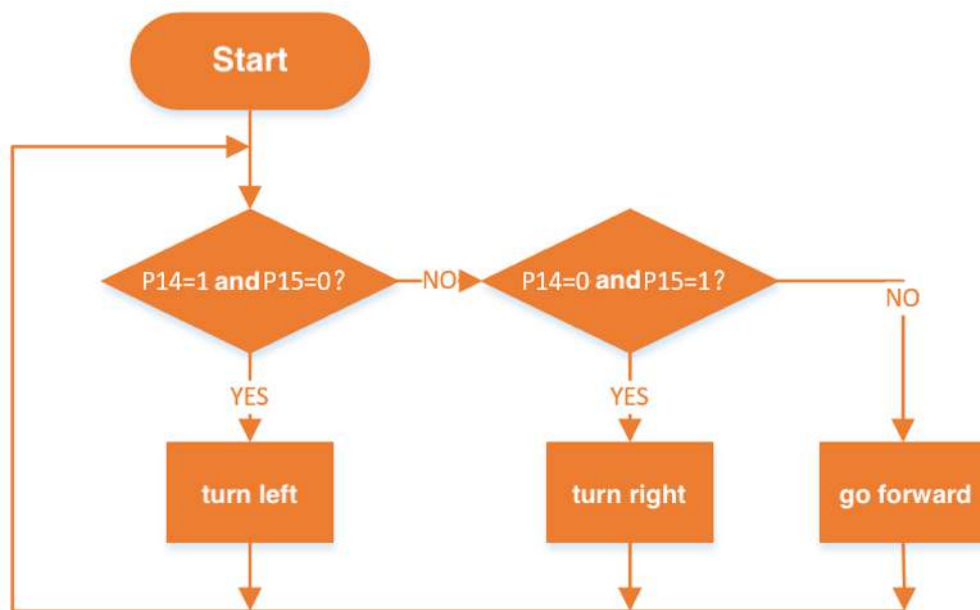 Start
P14=1 and P15=0?
NO
P14=0 and P15=1?
NO
YES
YES
turn left
turn right
go forward